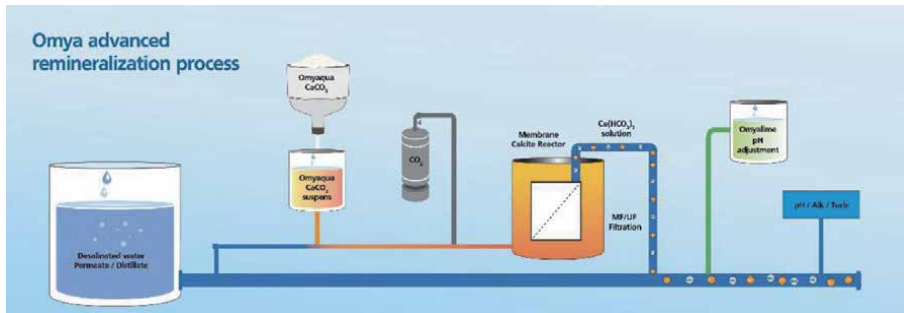 Omya advanced
remineralization process
Omyaqua
CaCO₃
Omyaqua
CaCO₃
suspens
CO₂
Membrane
Calcite Reactor
Ca(HCO₃)₂
solution
MF/UF
Filtration
Omyalime
pH
adjustment
pH / Alk / Turb
Desalinated water
Permeate / Distillate